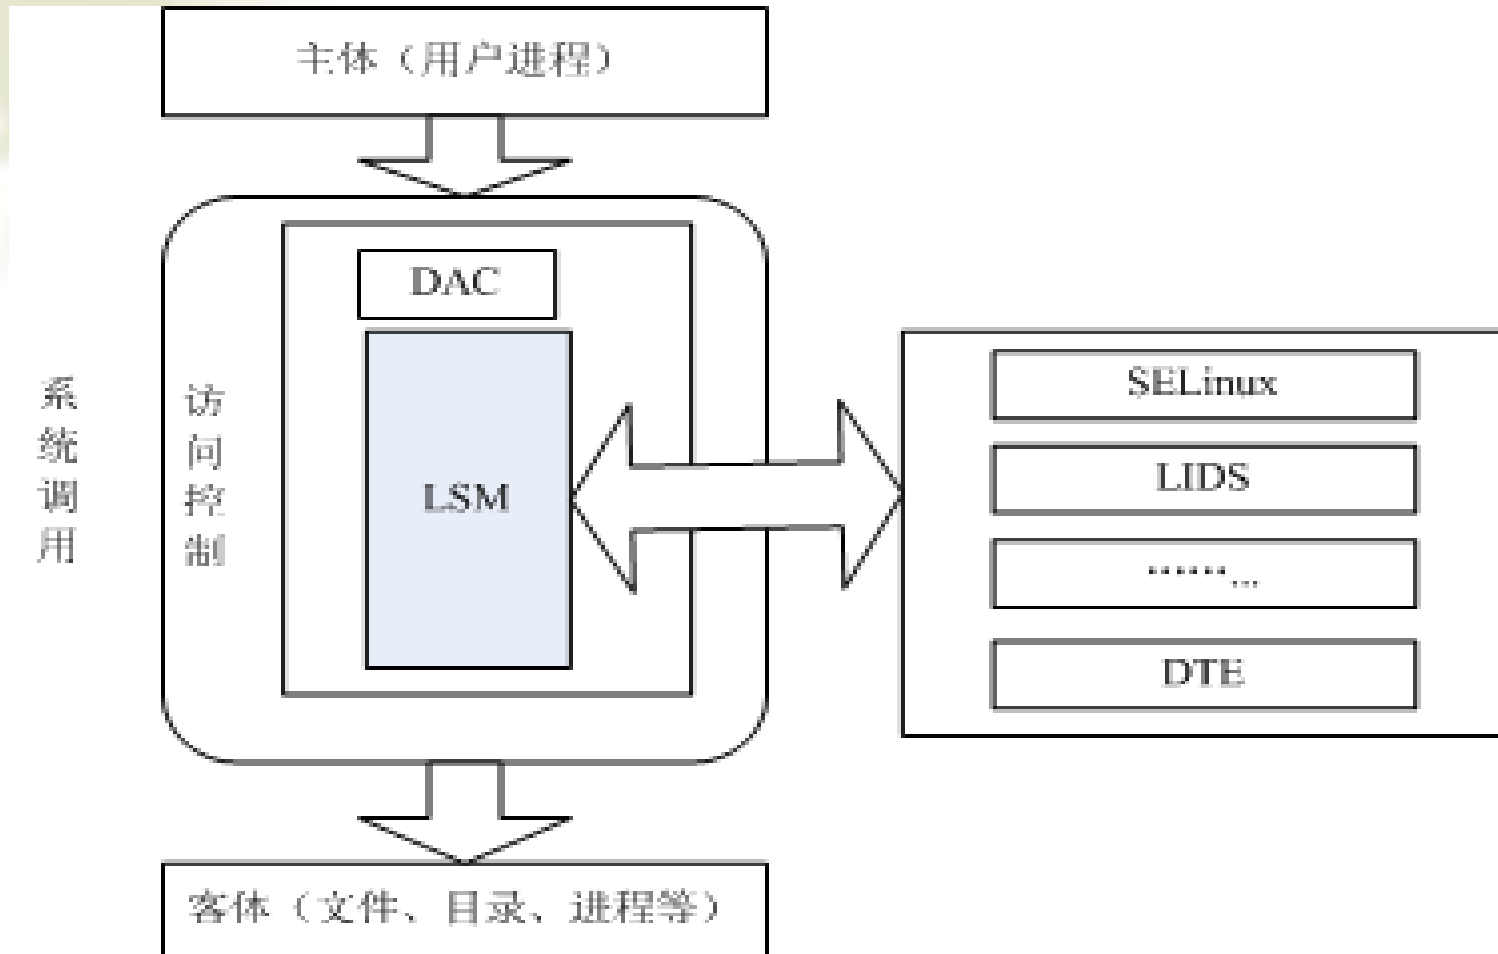 主体（用户进程）
DAC
系统调用
访问控制
LSM
SELinux
LIDS
......…
DTE
客体（文件、目录、进程等）